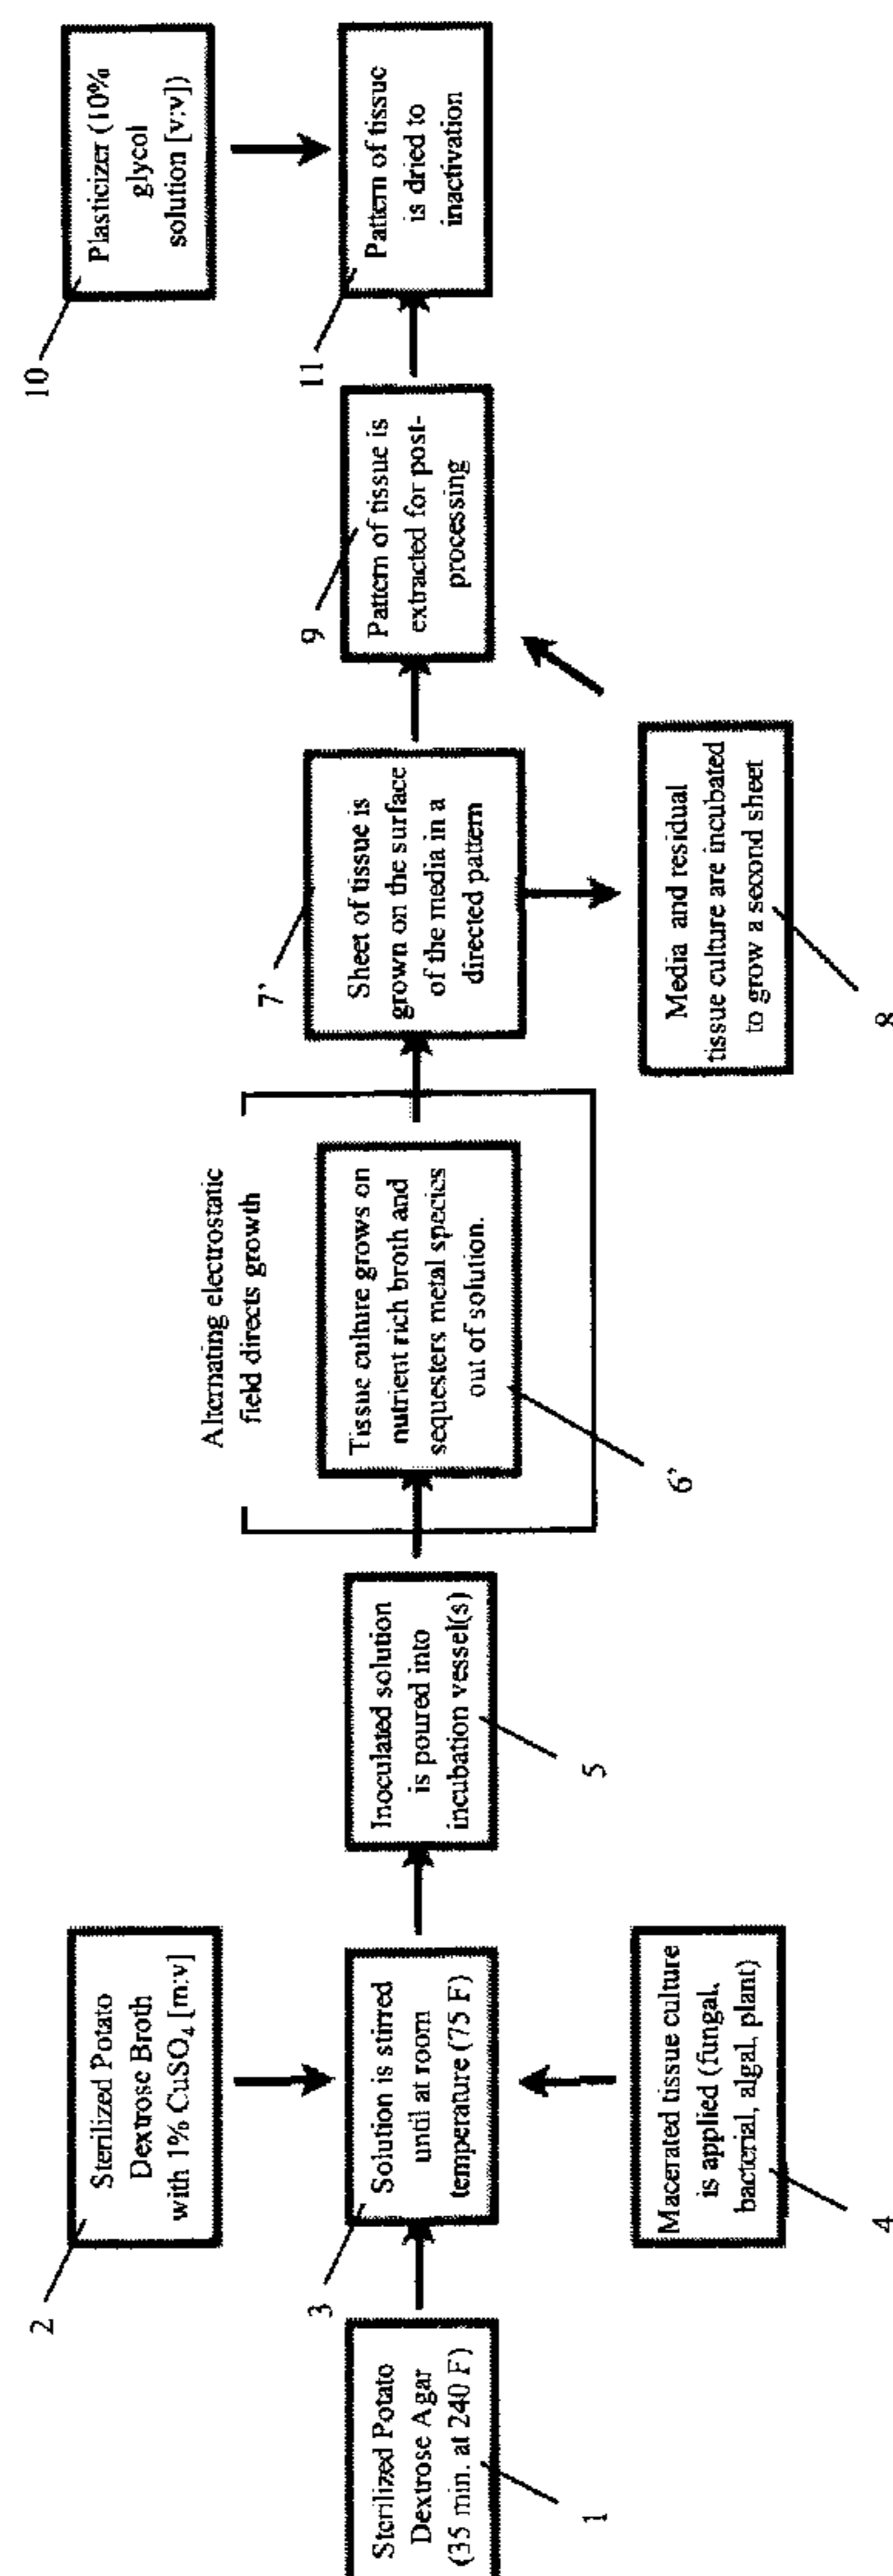 1
Sterilized Potato
Dextrose Agar
(35 min. at 240 F)
2
Sterilized Potato
Dextrose Broth
with 1% CuSO4 [m:v]
3
Solution is stirred
until at room
temperature (75 F)
4
Macerated tissue culture
is applied (fungal,
bacterial, algal, plant)
5
Inoculated solution
is poured into
incubation vessel(s)
Alternating electrostatic
field directs growth
6'
Tissue culture grows on
nutrient rich broth and
sequesters metal species
out of solution.
7'
Sheet of tissue is
grown on the surface
of the media in a
directed pattern
8
Media and residual
tissue culture are incubated
to grow a second sheet
9
Pattern of tissue is
extracted for post-
processing
10
Plasticizer (10%
glycol
solution [v:v])
11
Pattern of tissue
is dried to
inactivation